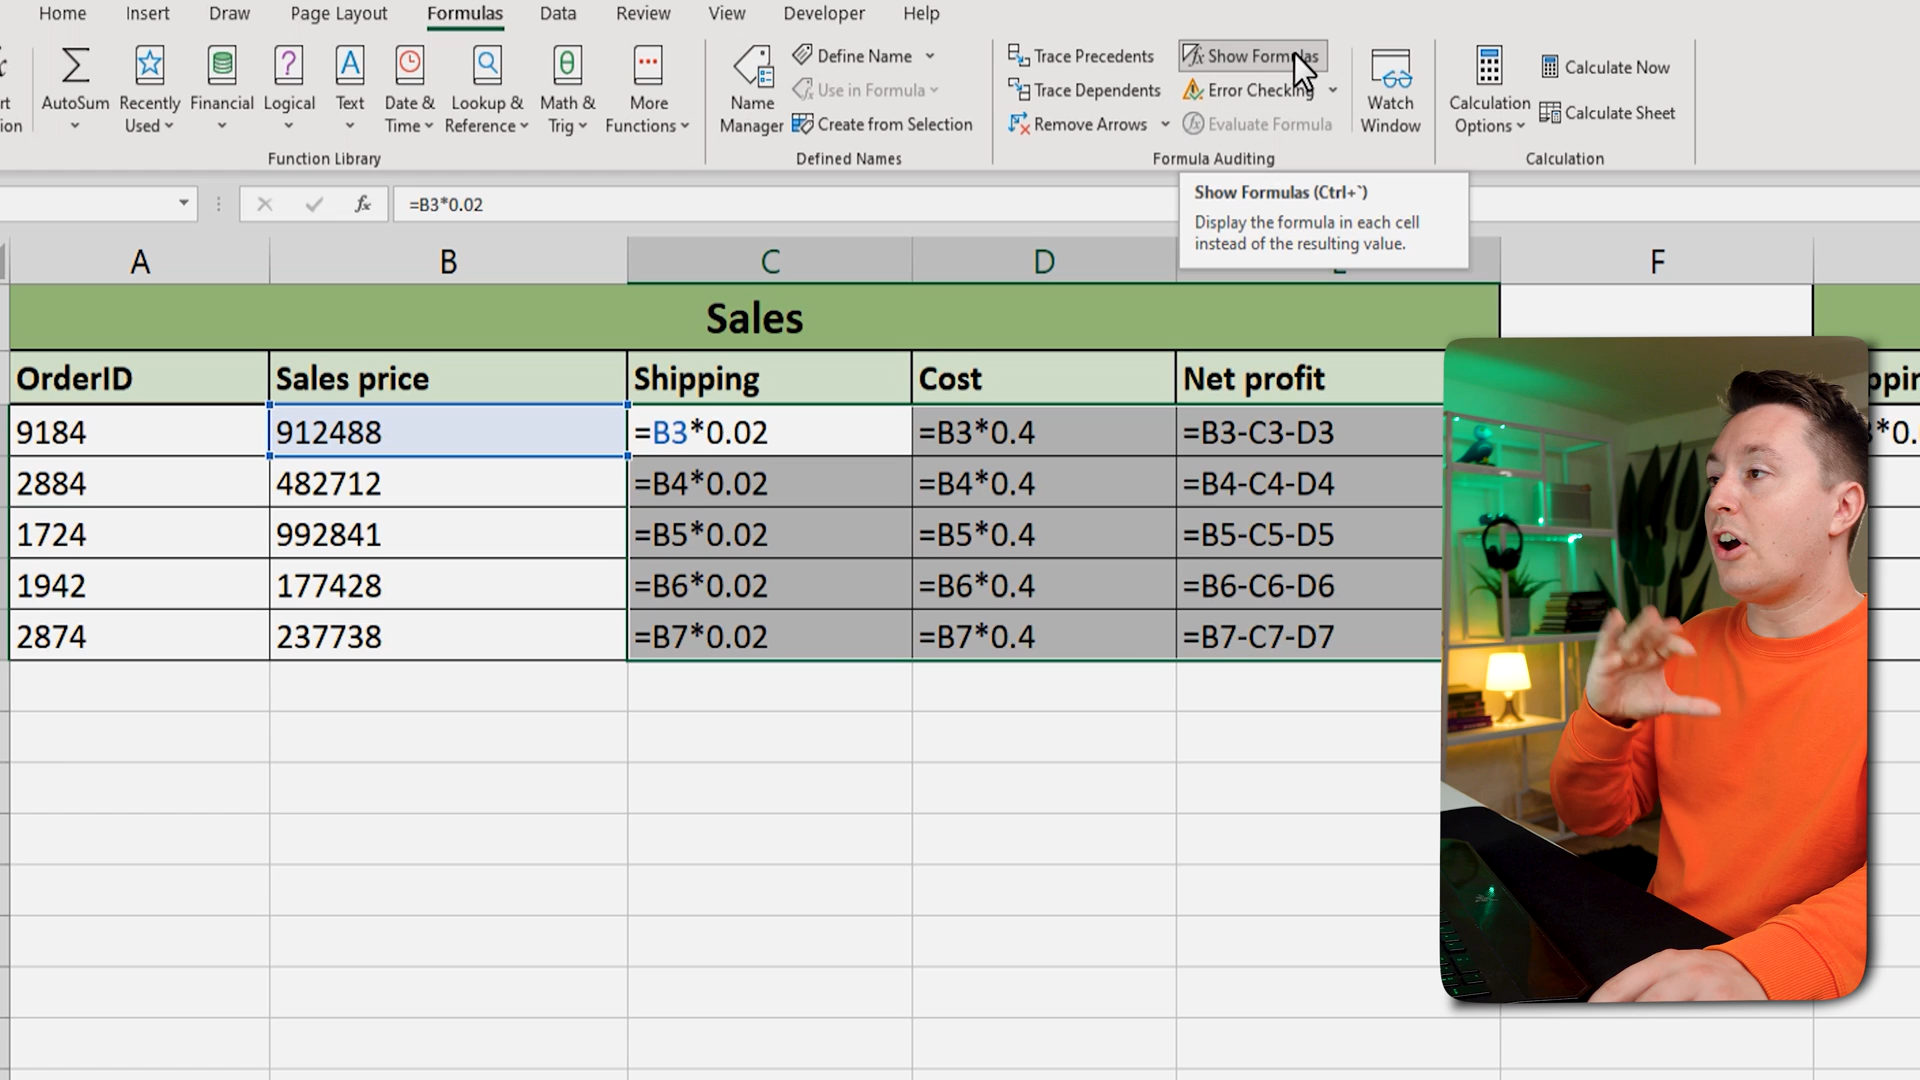 Home Insert Draw Page Layout Formulas Data Review View Developer Help
AutoSum
Recently
Used
Financial
Logical
Text
Date &
Time
Lookup &
Reference
Math &
Trig
More
Functions
Function Library
Name
Manager
Define Name
Use in Formula
Create from Selection
Defined Names
Trace Precedents
Trace Dependents
Remove Arrows
Show Formulas
Error Checking
Evaluate Formula
Watch
Window
Formula Auditing
Calculation
Options
Calculate Now
Calculate Sheet
Calculation
fx =B3*0.02
Show Formulas (Ctrl+`)
Display the formula in each cell
instead of the resulting value.
A B C D F
Sales
OrderID Sales price Shipping Cost Net profit
9184 912488 =B3*0.02 =B3*0.4 =B3-C3-D3
2884 482712 =B4*0.02 =B4*0.4 =B4-C4-D4
1724 992841 =B5*0.02 =B5*0.4 =B5-C5-D5
1942 177428 =B6*0.02 =B6*0.4 =B6-C6-D6
2874 237738 =B7*0.02 =B7*0.4 =B7-C7-D7